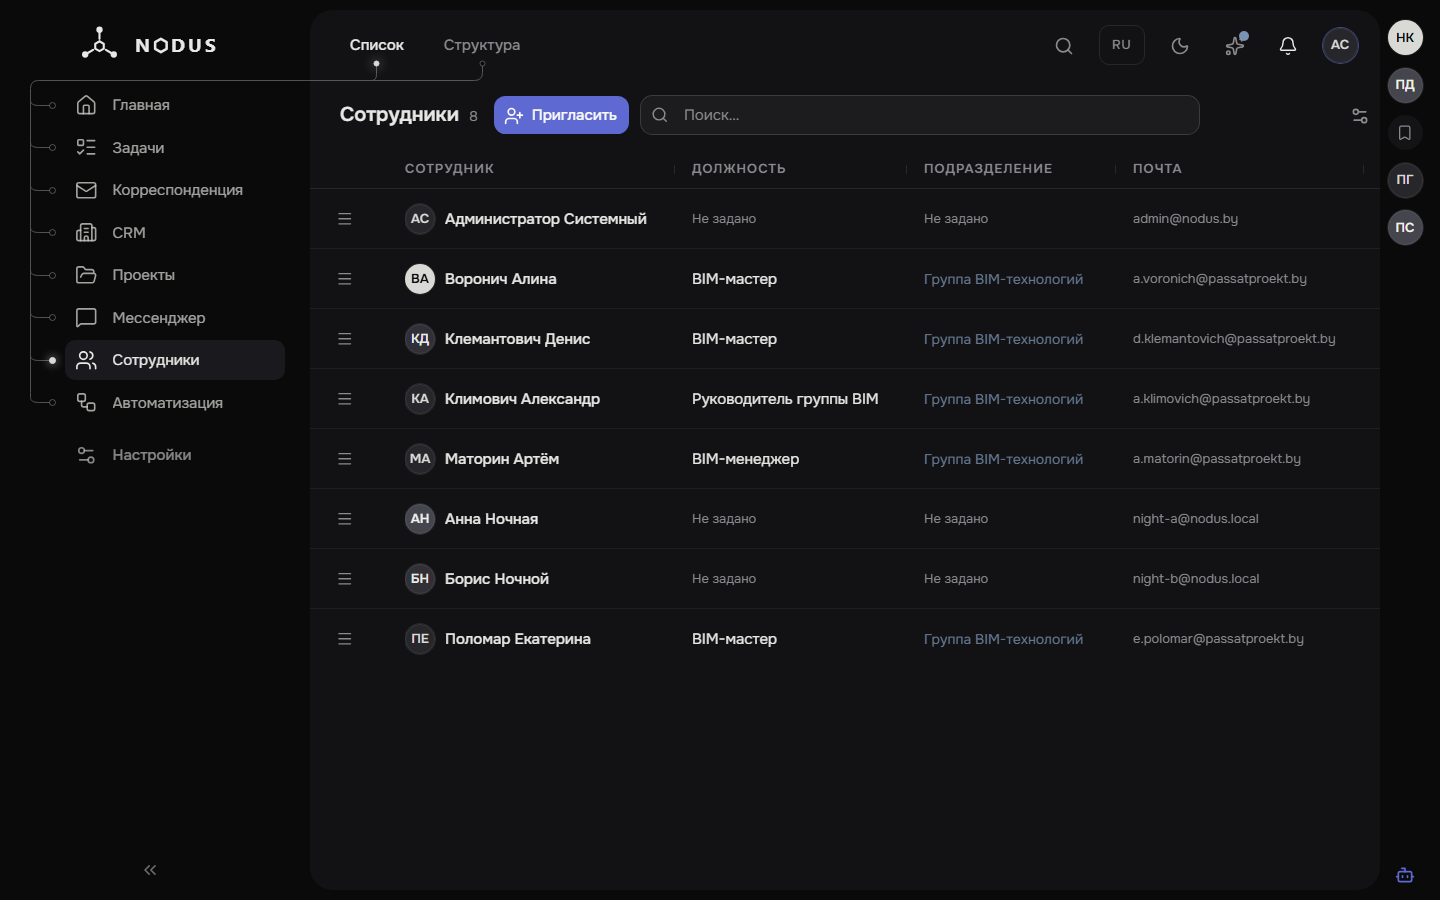 NODUS
Список
Структура
RU
АС
НК
Главная
Задачи
Корреспонденция
CRM
Проекты
Мессенджер
Сотрудники
Автоматизация
Настройки
Сотрудники 8
Пригласить
Поиск...
ПД
ПГ
ПС
СОТРУДНИК ДОЛЖНОСТЬ ПОДРАЗДЕЛЕНИЕ ПОЧТА
АС Администратор Системный Не задано Не задано admin@nodus.by
ВА Воронич Алина BIM-мастер Группа BIM-технологий a.voronich@passatproekt.by
КД Клемантович Денис BIM-мастер Группа BIM-технологий d.klemantovich@passatproekt.by
КА Климович Александр Руководитель группы BIM Группа BIM-технологий a.klimovich@passatproekt.by
МА Маторин Артём BIM-менеджер Группа BIM-технологий a.matorin@passatproekt.by
АН Анна Ночная Не задано Не задано night-a@nodus.local
БН Борис Ночной Не задано Не задано night-b@nodus.local
ПЕ Поломар Екатерина BIM-мастер Группа BIM-технологий e.polomar@passatproekt.by